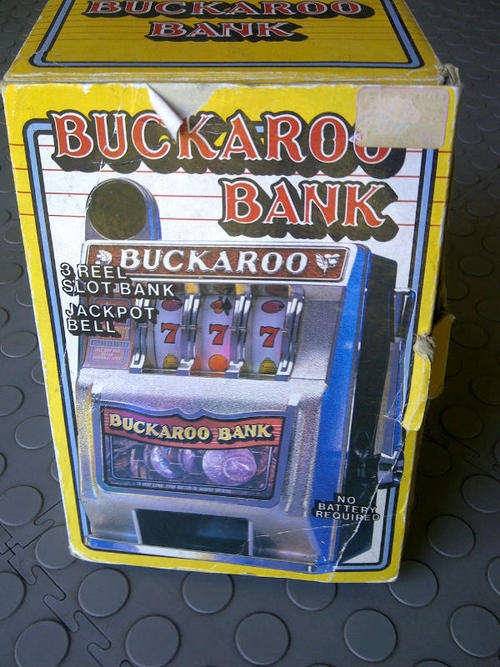 BUCKAROO
BANK
BUCKAROO
BANK
BUCKAROO
3 REEL
SLOT BANK
JACKPOT
BELL
7 7 7
BUCKAROO BANK
NO
BATTERY
REQUIRED